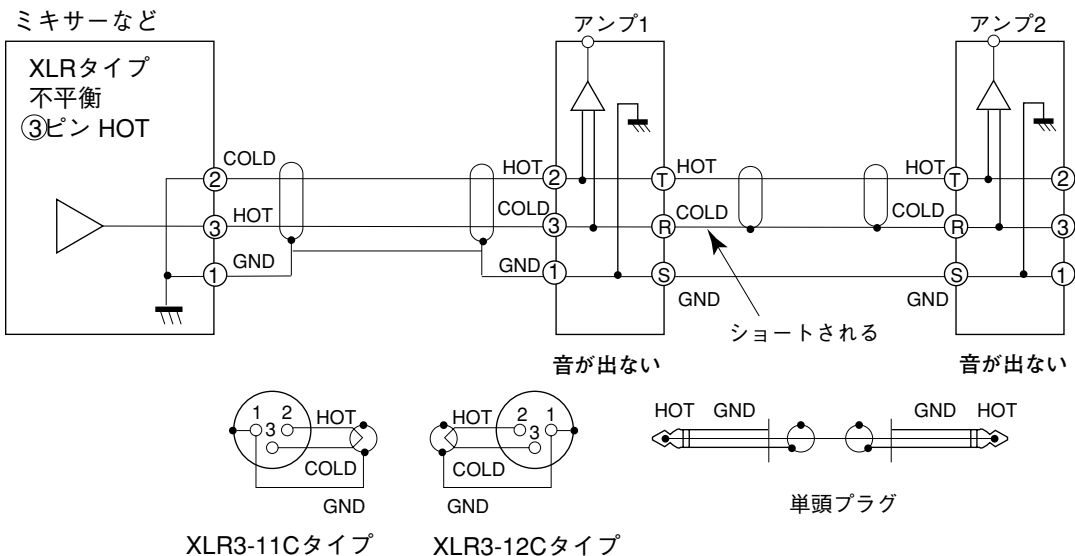 ミキサーなど
XLRタイプ
不平衡
③ピン HOT
アンプ1
アンプ2
COLD
HOT
GND
2
3
1
HOT
COLD
GND
2
3
1
T
R
S
HOT
COLD
GND
ショートされる
HOT
COLD
GND
T
R
S
2
3
1
音が出ない
音が出ない
1 2
3
HOT
COLD
GND
XLR3-11Cタイプ
HOT
COLD
GND
2 1
3
XLR3-12Cタイプ
HOT GND
GND HOT
単頭プラグ